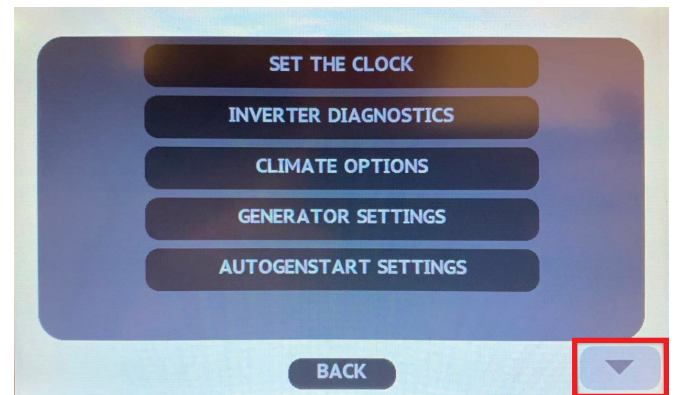 SET THE CLOCK
INVERTER DIAGNOSTICS
CLIMATE OPTIONS
GENERATOR SETTINGS
AUTOGENSTART SETTINGS
BACK